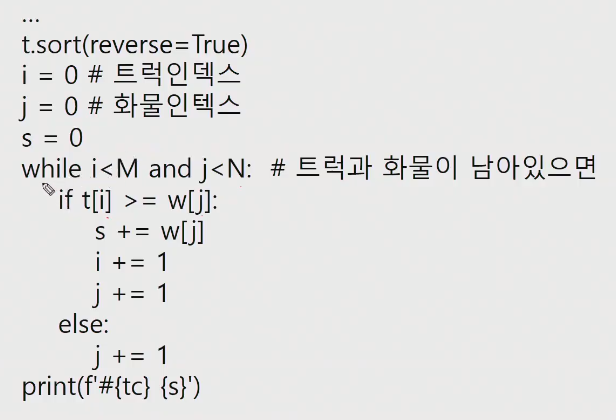 ...
t.sort(reverse=True)
i = 0 # 트럭인덱스
j = 0 # 화물인텍스
s = 0
while i<M and j<N:  # 트럭과 화물이 남아있으면
    if t[i] >= w[j]:
        s += w[j]
        i += 1
        j += 1
    else:
        j += 1
print(f'#{tc} {s}')